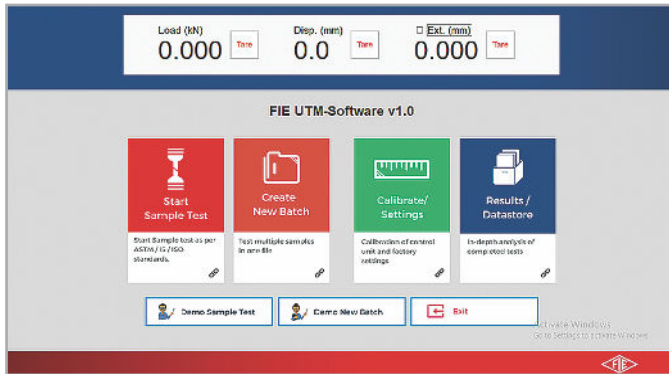 Load (kN)
0.000
Tare
Disp. (mm)
0.0
Tare
Ext. (mm)
0.000
Tare
FIE UTM-Software v1.0
Start
Sample Test
Start Sample test as per
ASTM / IS / ISO
standards.
Create
New Batch
Test multiple samples
in one file
Calibrate/
Settings
Calibration of control
unit and factory
settings
Results /
Datastore
In-depth analysis of
completed tests
Demo Sample Test
Demo New Batch
Exit
Activate Windows
Go to Settings to activate Windows
FIE